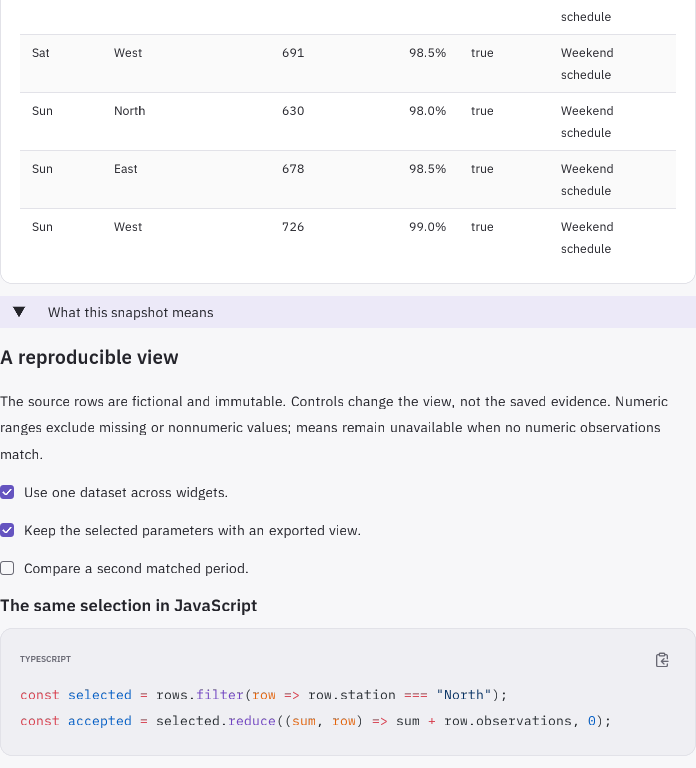 schedule
Sat West 691 98.5% true Weekend
schedule
Sun North 630 98.0% true Weekend
schedule
Sun East 678 98.5% true Weekend
schedule
Sun West 726 99.0% true Weekend
schedule
What this snapshot means
A reproducible view
The source rows are fictional and immutable. Controls change the view, not the saved evidence. Numeric
ranges exclude missing or nonnumeric values; means remain unavailable when no numeric observations
match.
Use one dataset across widgets.
Keep the selected parameters with an exported view.
Compare a second matched period.
The same selection in JavaScript
TYPESCRIPT
const selected = rows.filter(row => row.station === "North");
const accepted = selected.reduce((sum, row) => sum + row.observations, 0);